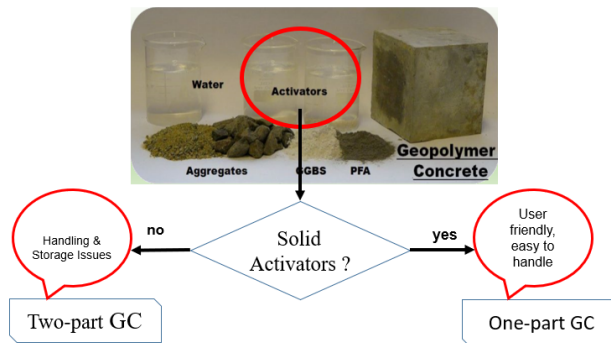 Water
Activators
Aggregates
GGBS
PFA
Geopolymer
Concrete
Handling &
Storage Issues
no
Solid
Activators ?
yes
User
friendly,
easy to
handle
Two-part GC
One-part GC